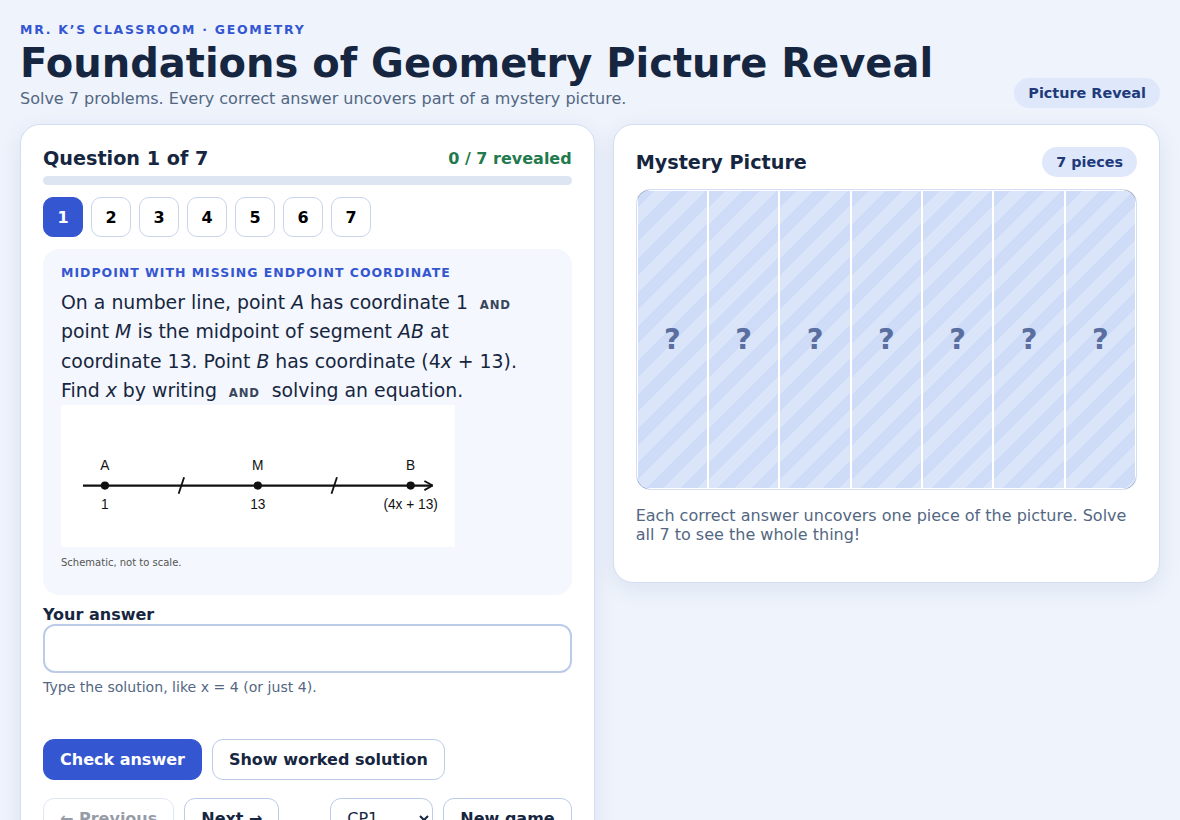 MR. K’S CLASSROOM · GEOMETRY
Foundations of Geometry Picture Reveal
Solve 7 problems. Every correct answer uncovers part of a mystery picture.
Picture Reveal
Question 1 of 7
0 / 7 revealed
1 2 3 4 5 6 7
MIDPOINT WITH MISSING ENDPOINT COORDINATE
On a number line, point A has coordinate 1 AND
point M is the midpoint of segment AB at
coordinate 13. Point B has coordinate (4x + 13).
Find x by writing AND solving an equation.
A M B
1 13 (4x + 13)
Schematic, not to scale.
Your answer
Type the solution, like x = 4 (or just 4).
Check answer
Show worked solution
← Previous
Next →
CP1
New game
Mystery Picture
7 pieces
? ? ? ? ? ? ?
Each correct answer uncovers one piece of the picture. Solve
all 7 to see the whole thing!